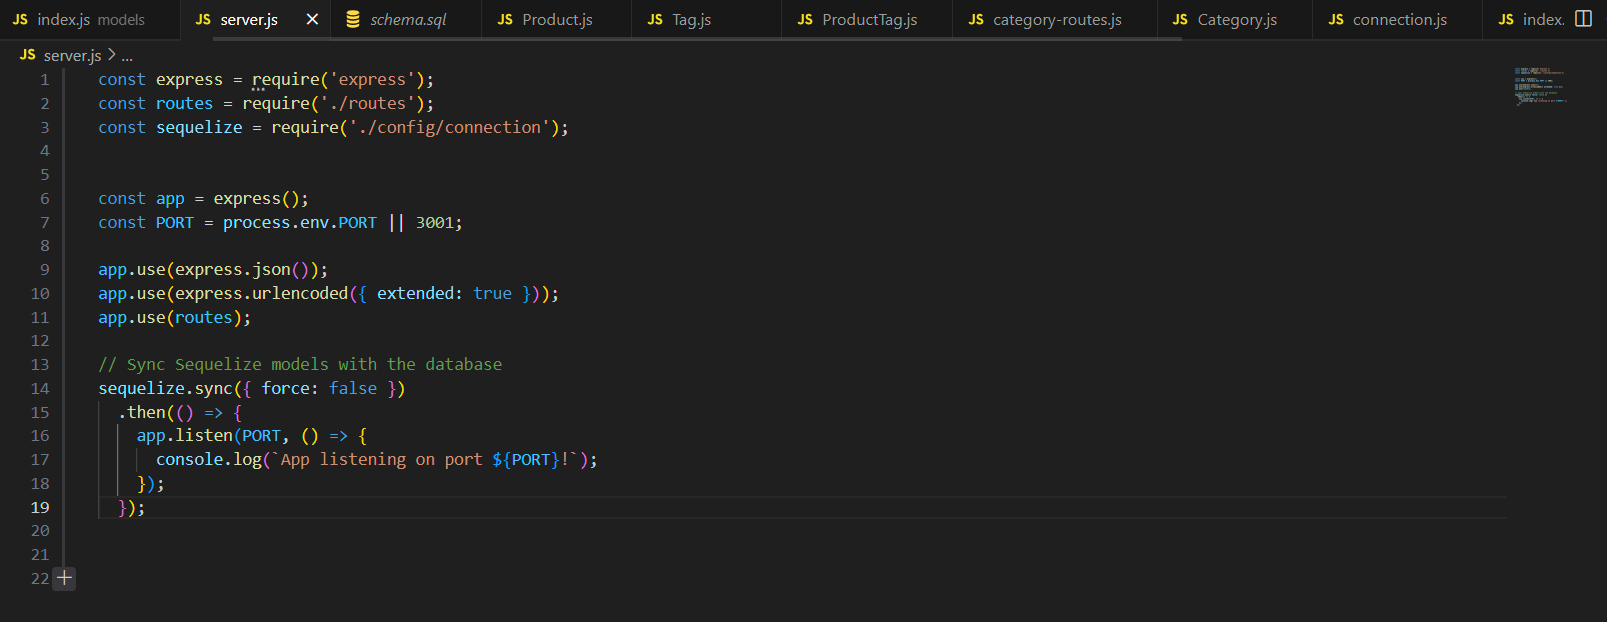 JS index.js models JS server.js × schema.sql JS Product.js JS Tag.js JS ProductTag.js JS category-routes.js JS Category.js JS connection.js JS index.
JS server.js > ...
1 const express = require('express');
2 const routes = require('./routes');
3 const sequelize = require('./config/connection');
4
5
6 const app = express();
7 const PORT = process.env.PORT || 3001;
8
9 app.use(express.json());
10 app.use(express.urlencoded({ extended: true }));
11 app.use(routes);
12
13 // Sync Sequelize models with the database
14 sequelize.sync({ force: false })
15 .then(() => {
16 app.listen(PORT, () => {
17 console.log(`App listening on port ${PORT}!`);
18 });
19 });
20
21
22 +